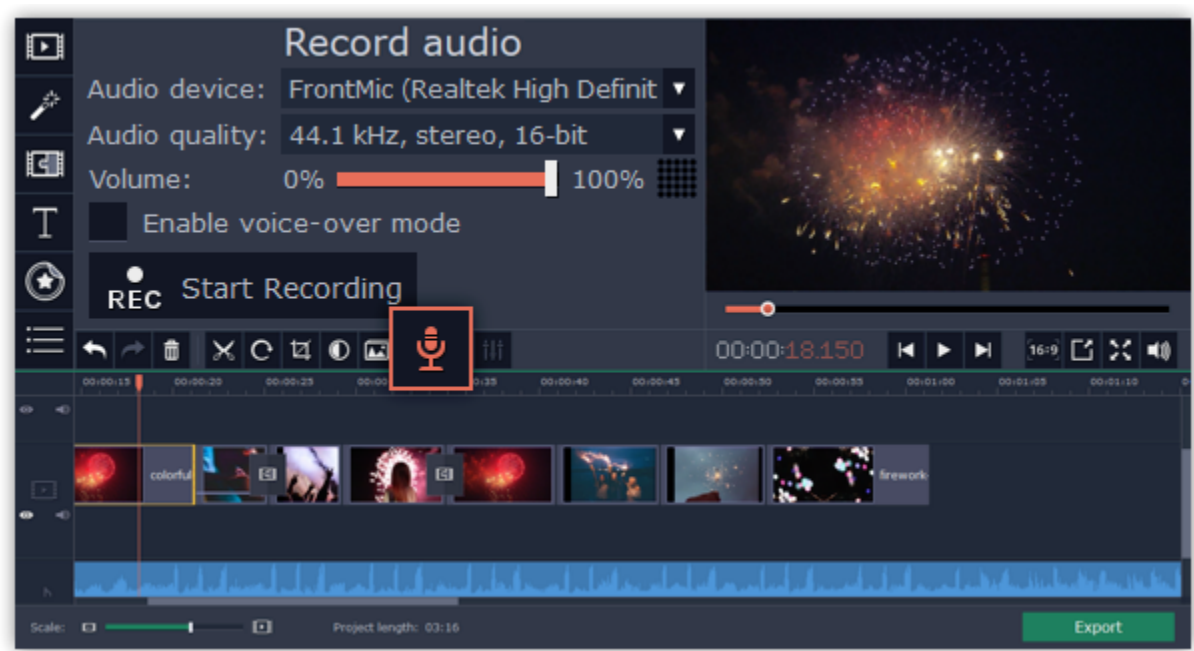 Record audio
Audio device: FrontMic (Realtek High Definit
Audio quality: 44.1 kHz, stereo, 16-bit
Volume: 0% 100%
Enable voice-over mode
REC Start Recording
T
00:00:18.150
16:9
00:00:15 00:00:20 00:00:25 00:00:40 00:00:45 00:00:50 00:00:55 00:01:00 00:01:05 00:01:10
colorful
firework
Scale: Project length: 03:16
Export